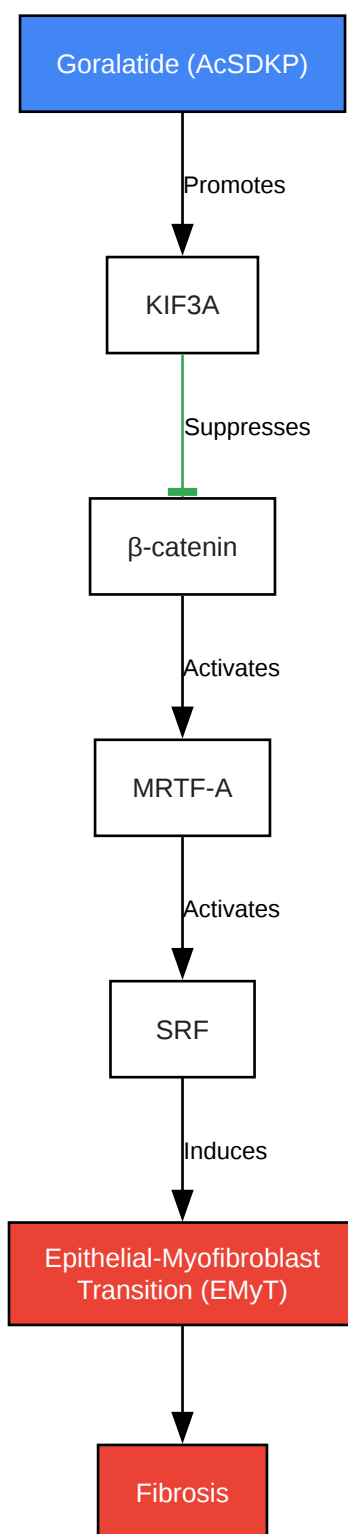 Goralatide (AcSDKP)
Promotes
KIF3A
Suppresses
β-catenin
Activates
MRTF-A
Activates
SRF
Induces
Epithelial-Myofibroblast
Transition (EMyT)
Fibrosis